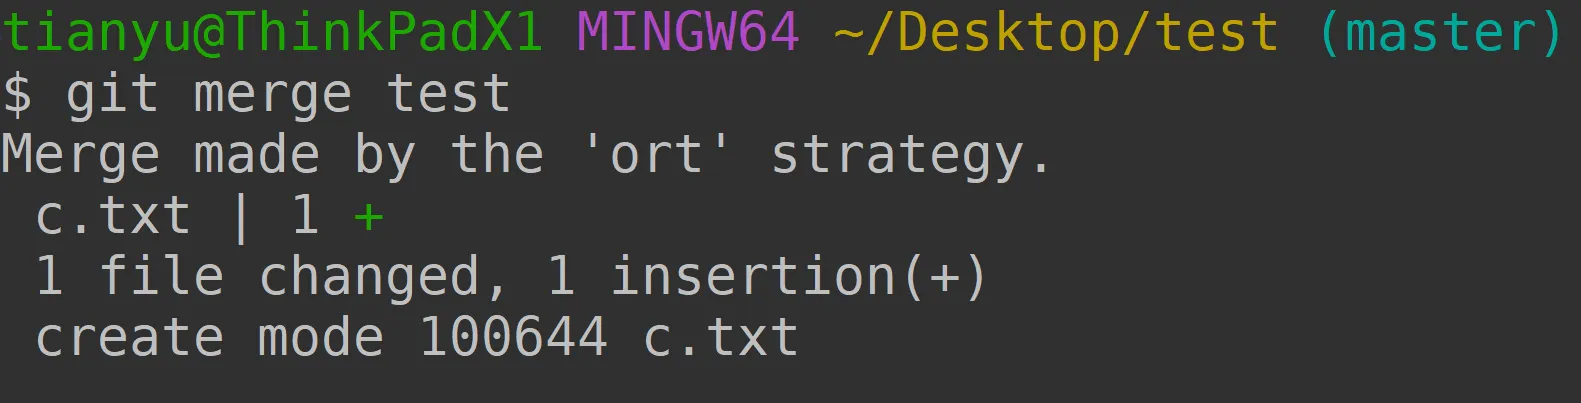 tianyu@ThinkPadX1 MINGW64 ~/Desktop/test (master)
$ git merge test
Merge made by the 'ort' strategy.
 c.txt | 1 +
 1 file changed, 1 insertion(+)
 create mode 100644 c.txt